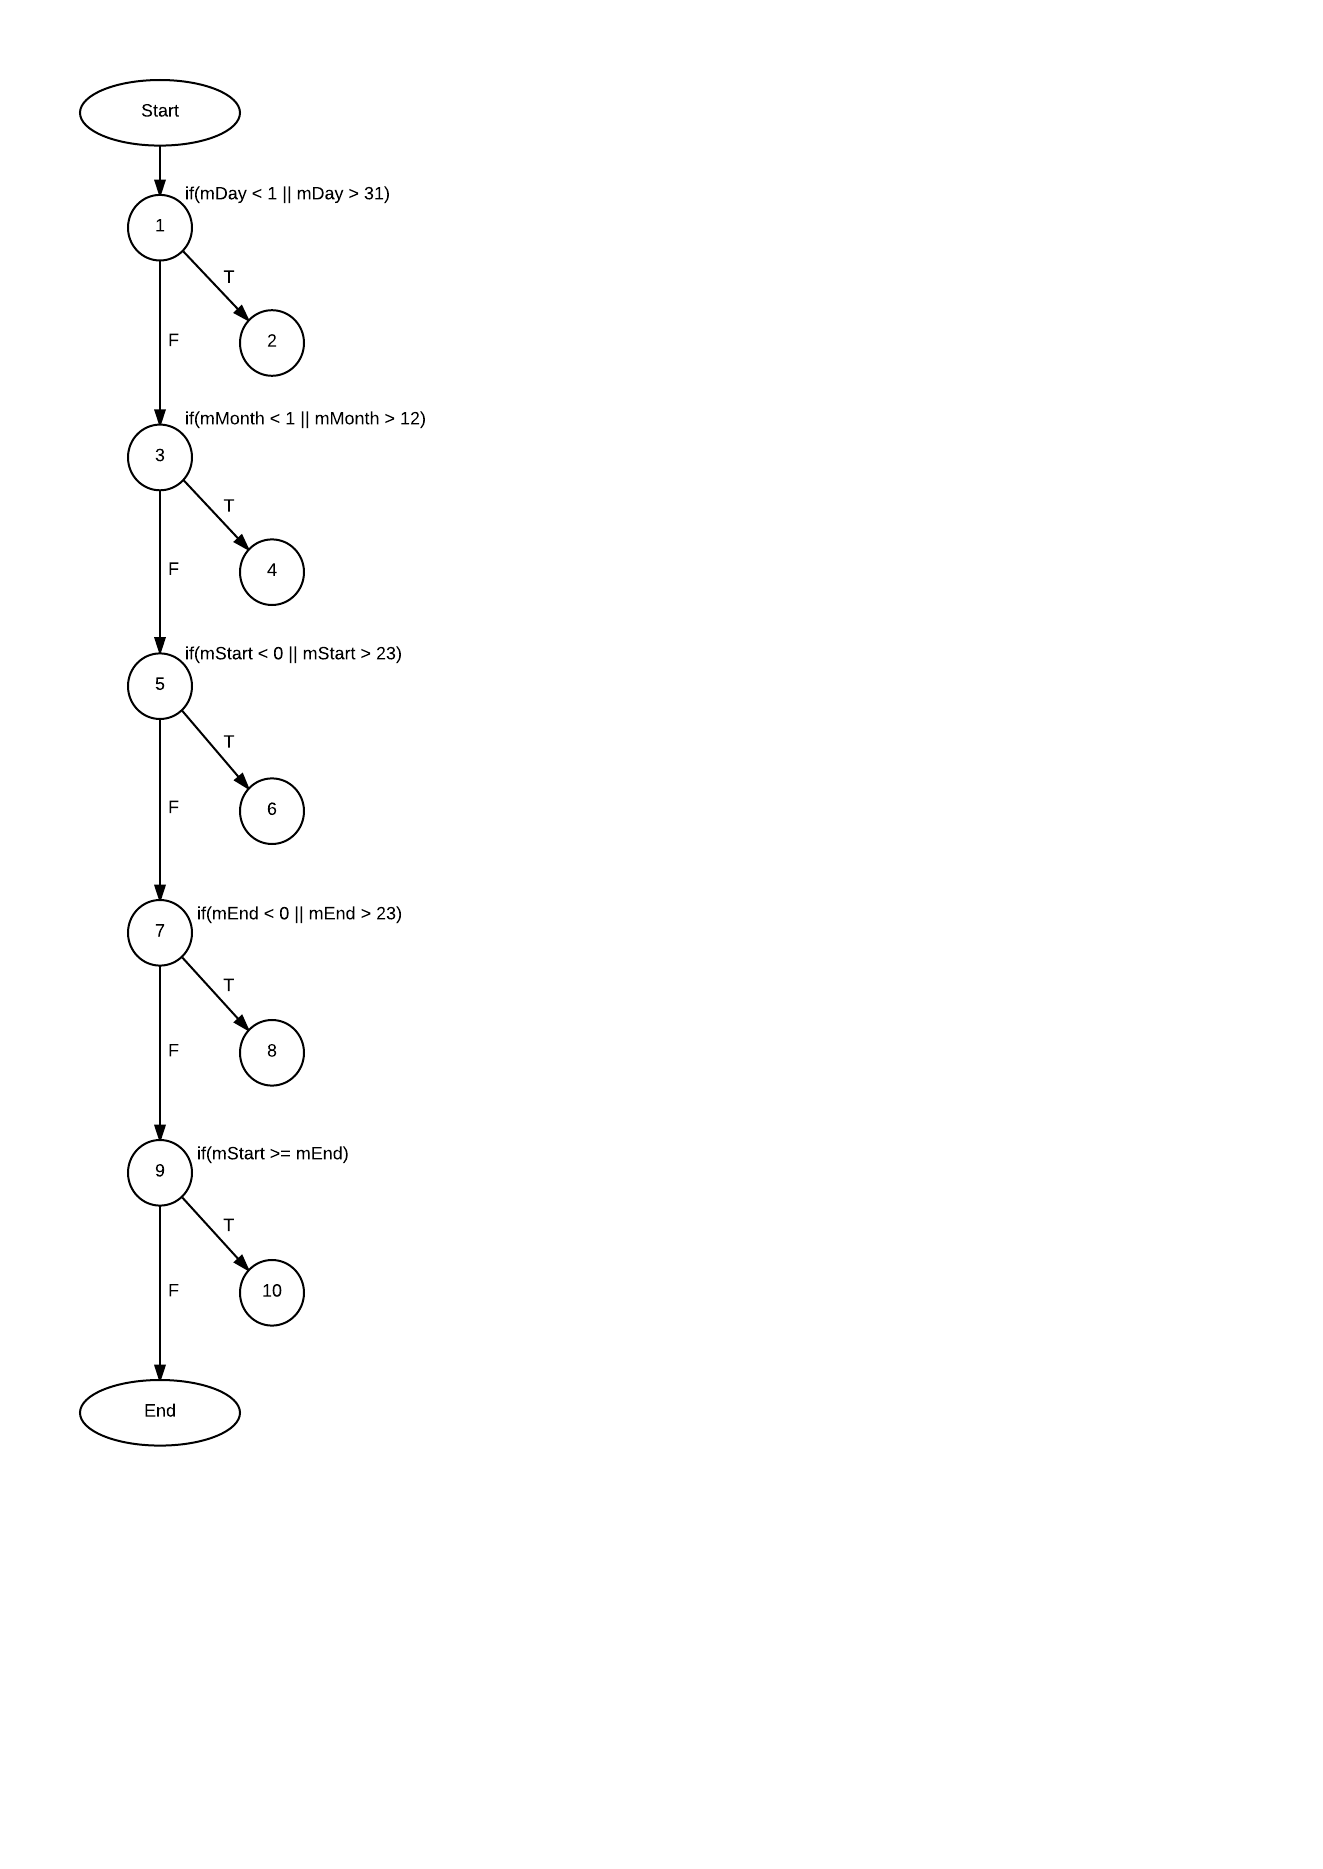 Start
if(mDay < 1 || mDay > 31)
1
T
2
F
if(mMonth < 1 || mMonth > 12)
3
T
4
F
if(mStart < 0 || mStart > 23)
5
T
6
F
if(mEnd < 0 || mEnd > 23)
7
T
8
F
if(mStart >= mEnd)
9
T
10
F
End